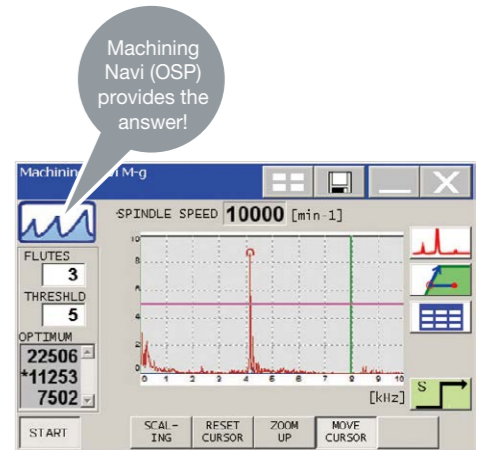 Machining
Navi (OSP)
provides the
answer!
Machining vi M-g
SPINDLE SPEED 10000 [min-1]
FLUTES
3
THRESHLD
5
OPTIMUM
22506
*11253
7502
10
8
6
4
2
0
0 1 2 3 4 5 6 7 8 9 10
[kHz]
S
START
SCAL-
ING
RESET
CURSOR
ZOOM
UP
MOVE
CURSOR